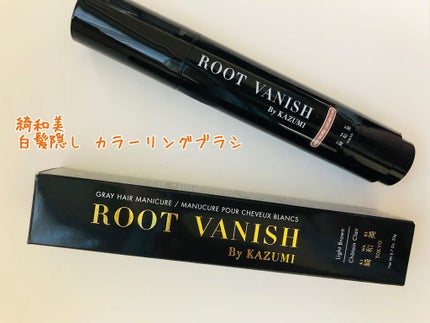 ROOT VANISH
By KAZUMI
綺和美
白髪隠し カラーリングブラシ
GRAY HAIR MANICURE / MANUCURE POUR CHEVEUX BLANCS
ROOT VANISH
By KAZUMI
Light Brown
Châtain Clair
綺和美
TOKYO